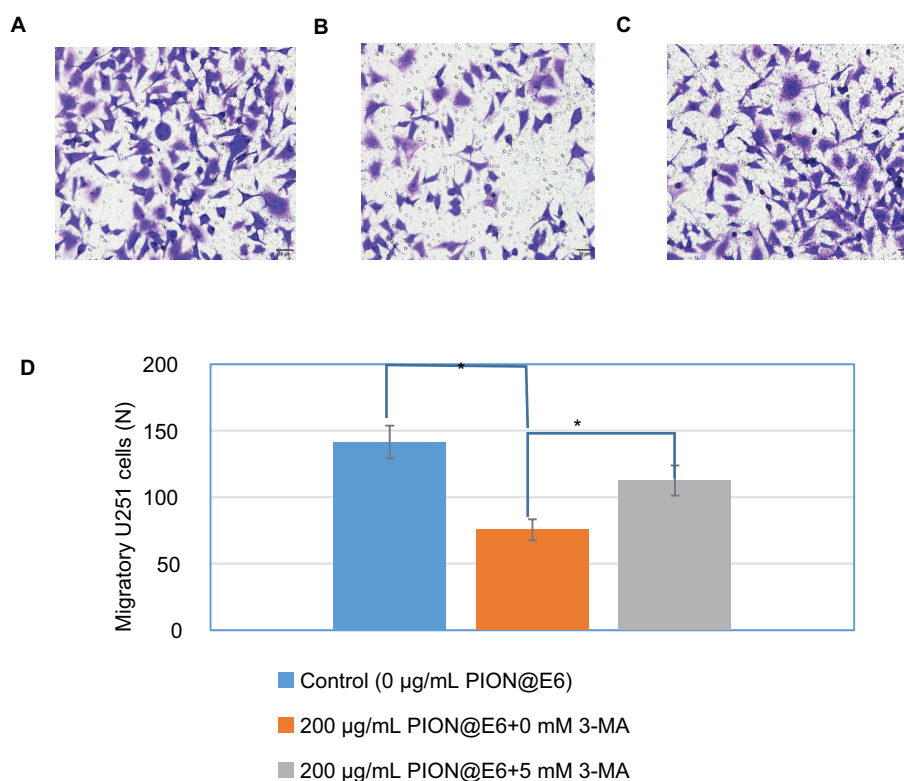 A
B
C
D
200
150
100
50
0
Migratory U251 cells (N)
*
*
Control (0 µg/mL PION@E6)
200 µg/mL PION@E6+0 mM 3-MA
200 µg/mL PION@E6+5 mM 3-MA